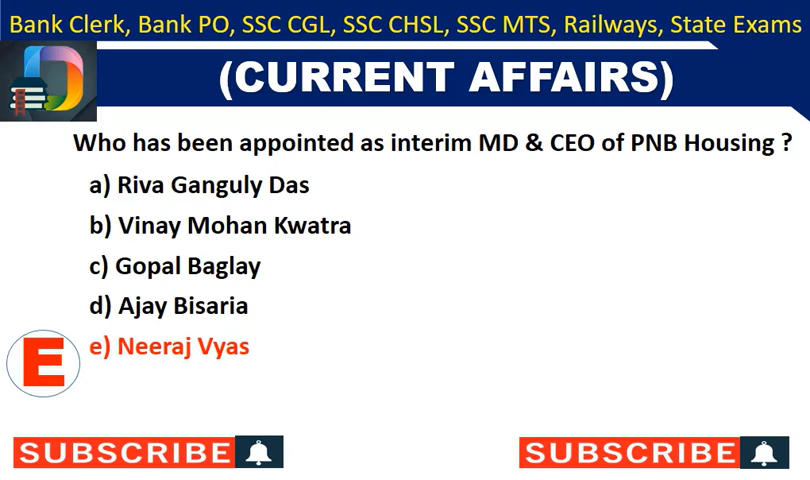 Bank Clerk, Bank PO, SSC CGL, SSC CHSL, SSC MTS, Railways, State Exams
(CURRENT AFFAIRS)
Who has been appointed as interim MD & CEO of PNB Housing ?
a) Riva Ganguly Das
b) Vinay Mohan Kwatra
c) Gopal Baglay
d) Ajay Bisaria
e) Neeraj Vyas
E
SUBSCRIBE
SUBSCRIBE